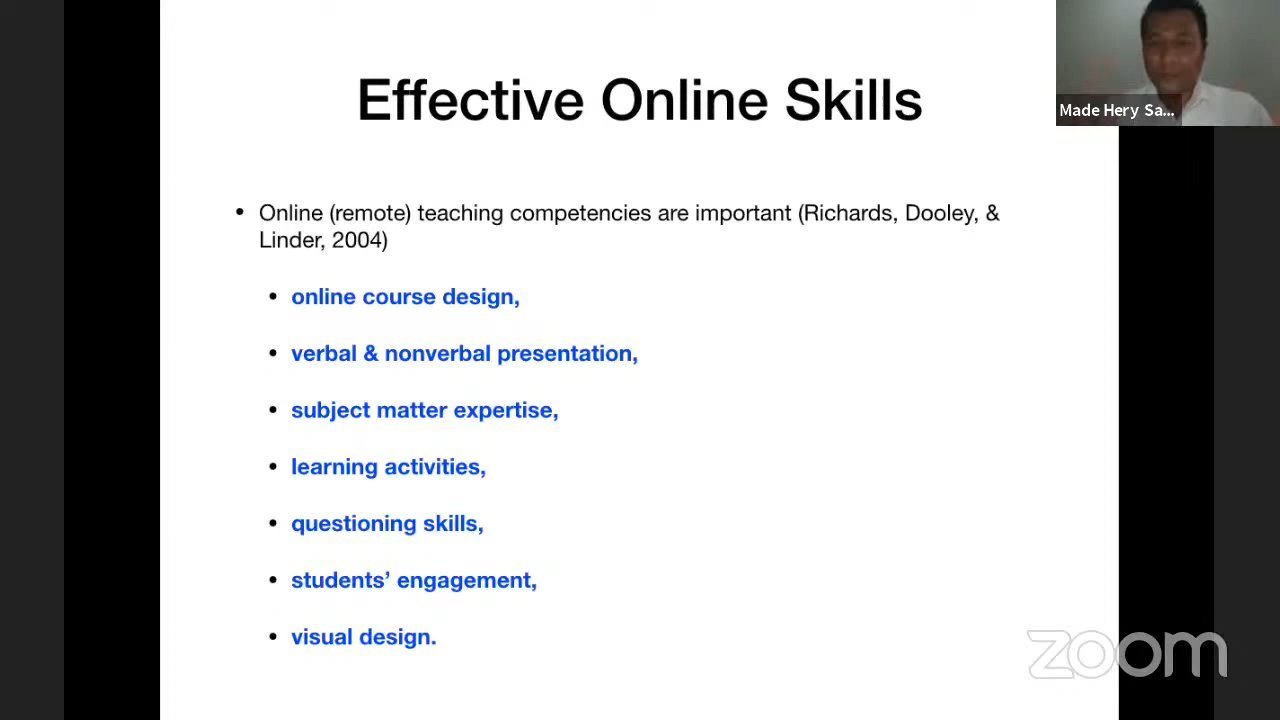 Effective Online Skills
Made Hery Sa...
• Online (remote) teaching competencies are important (Richards, Dooley, &
Linder, 2004)
• online course design,
• verbal & nonverbal presentation,
• subject matter expertise,
• learning activities,
• questioning skills,
• students’ engagement,
• visual design.
zoom